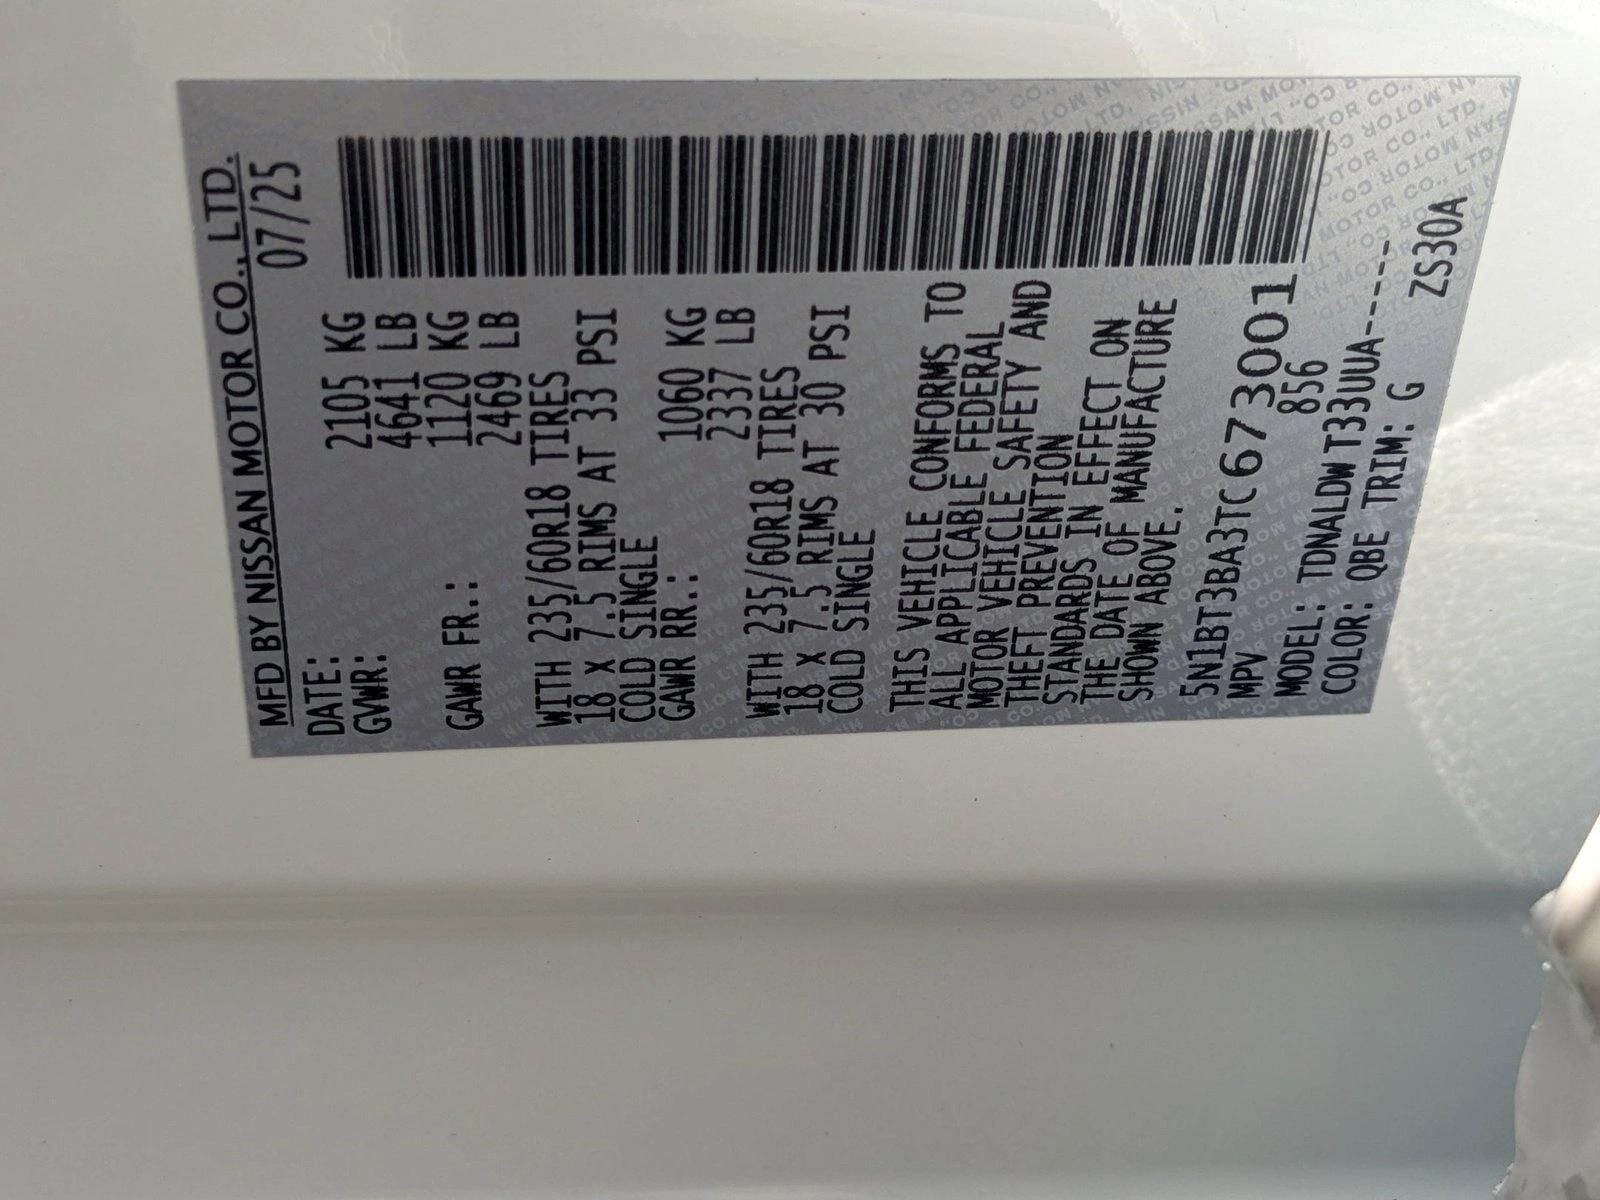 MFD BY NISSAN MOTOR CO., LTD.
DATE: 07/25
GVWR: 2105 KG
4641 LB
GAWR FR.: 1120 KG
2469 LB
WITH 235/60R18 TIRES
18 X 7.5 RIMS AT 33 PSI
COLD SINGLE
GAWR RR.: 1060 KG
2337 LB
WITH 235/60R18 TIRES
18 X 7.5 RIMS AT 30 PSI
COLD SINGLE
THIS VEHICLE CONFORMS TO
ALL APPLICABLE FEDERAL
MOTOR VEHICLE SAFETY AND
THEFT PREVENTION
STANDARDS IN EFFECT ON
THE DATE OF MANUFACTURE
SHOWN ABOVE.
5N1BT3BA3TC673001
MPV 856
MODEL: TDNALDWT33UUA-----
COLOR: QBE TRIM: G ZS30A